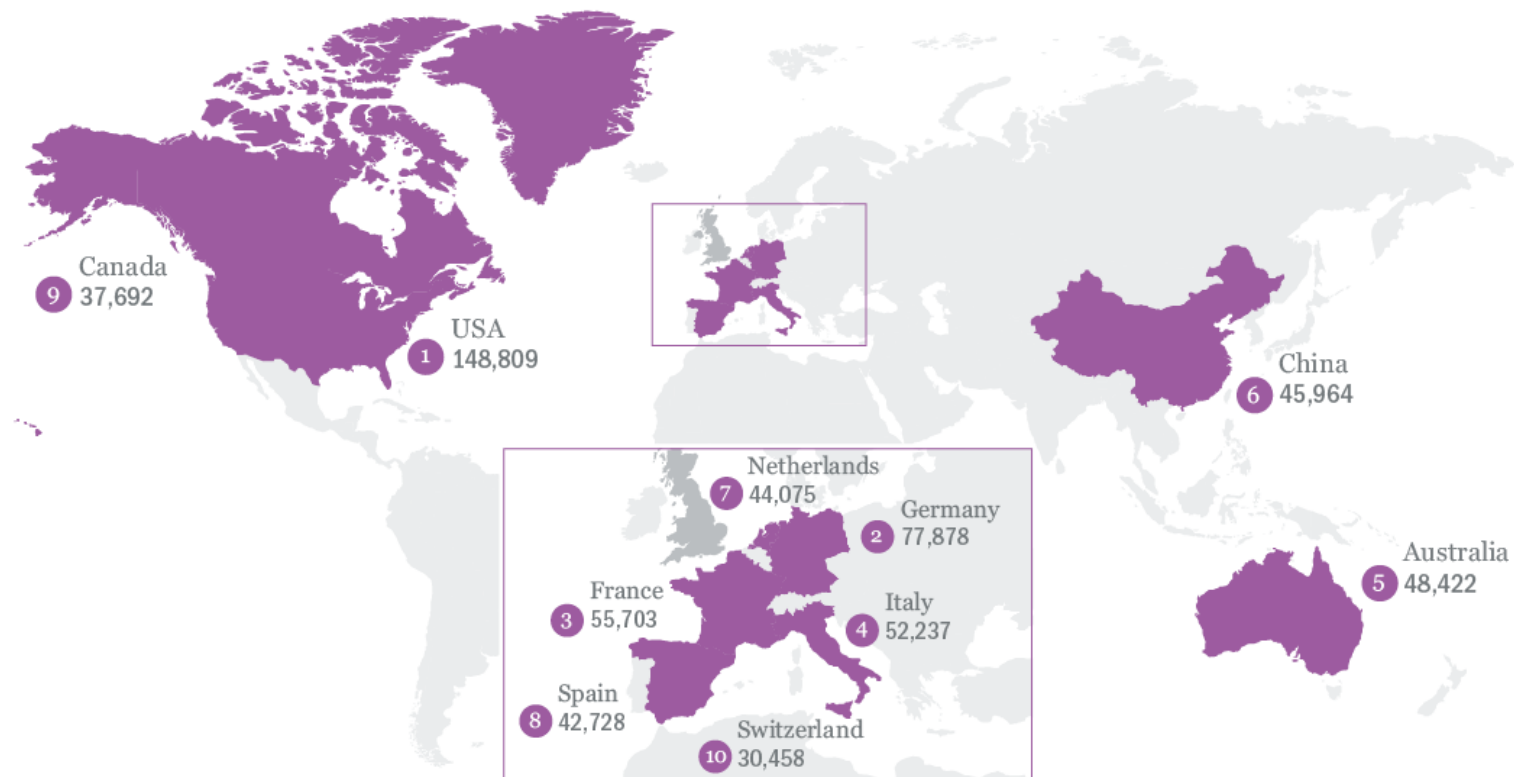 9
Canada
37,692
1
USA
148,809
6
China
45,964
7
Netherlands
44,075
2
Germany
77,878
5
Australia
48,422
3
France
55,703
4
Italy
52,237
8
Spain
42,728
10
Switzerland
30,458